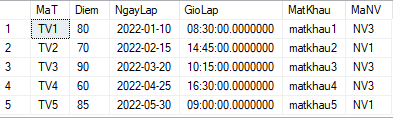 MaT Diem NgayLap GioLap MatKhau MaNV
1 TV1 80 2022-01-10 08:30:00.0000000 matkhau1 NV3
2 TV2 70 2022-02-15 14:45:00.0000000 matkhau2 NV1
3 TV3 90 2022-03-20 10:15:00.0000000 matkhau3 NV3
4 TV4 60 2022-04-25 16:30:00.0000000 matkhau4 NV3
5 TV5 85 2022-05-30 09:00:00.0000000 matkhau5 NV1